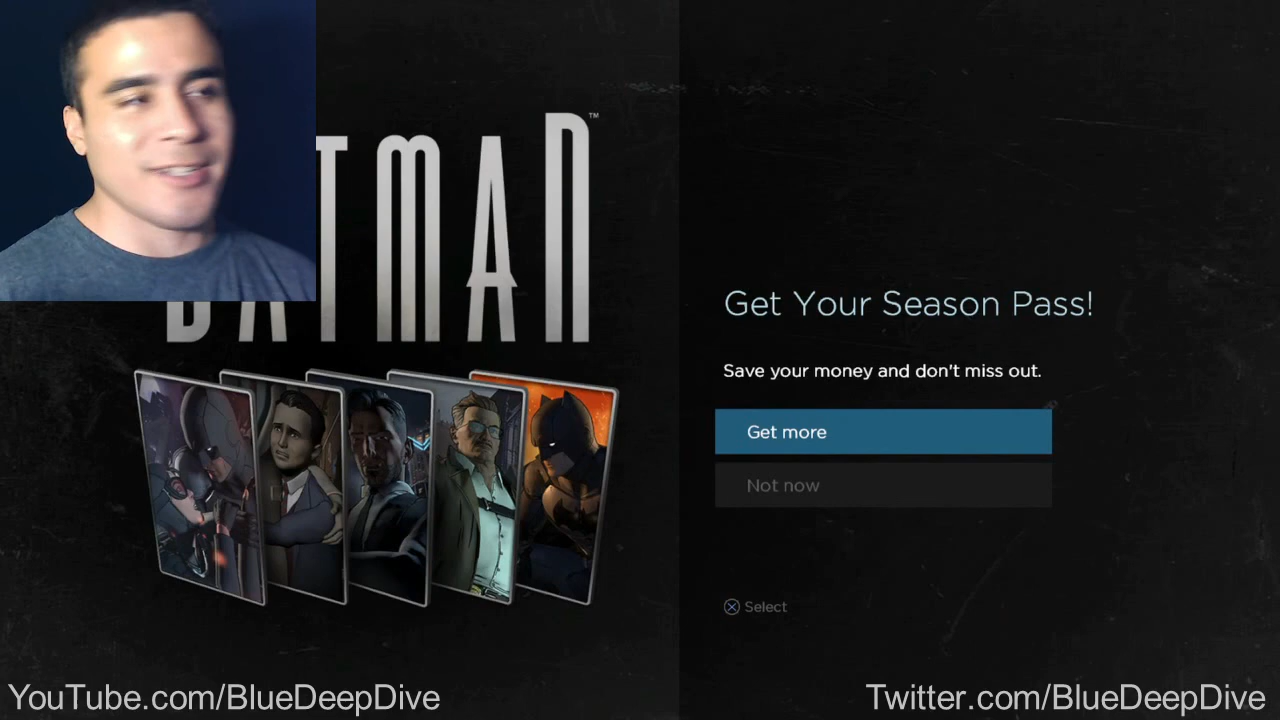 BATMAN™
Get Your Season Pass!
Save your money and don't miss out.
Get more
Not now
Select
YouTube.com/BlueDeepDive
Twitter.com/BlueDeepDive